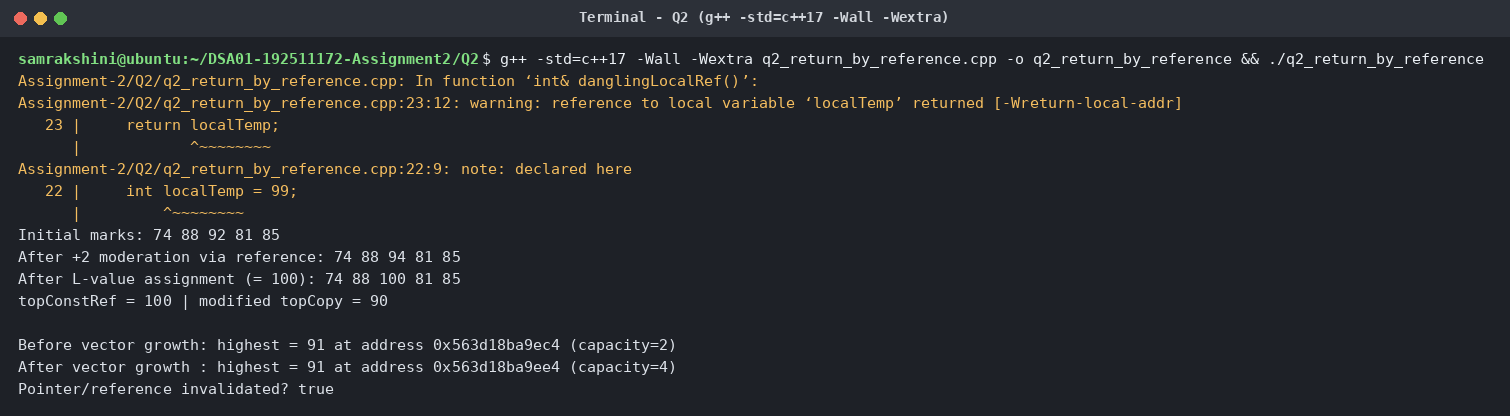 Terminal - Q2 (g++ -std=c++17 -Wall -Wextra)
samrakshini@ubuntu:~/DSA01-192511172-Assignment2/Q2$ g++ -std=c++17 -Wall -Wextra q2_return_by_reference.cpp -o q2_return_by_reference && ./q2_return_by_reference
Assignment-2/Q2/q2_return_by_reference.cpp: In function ‘int& danglingLocalRef()’:
Assignment-2/Q2/q2_return_by_reference.cpp:23:12: warning: reference to local variable ‘localTemp’ returned [-Wreturn-local-addr]
   23 |     return localTemp;
      |            ^~~~~~~~~
Assignment-2/Q2/q2_return_by_reference.cpp:22:9: note: declared here
   22 |     int localTemp = 99;
      |         ^~~~~~~~~
Initial marks: 74 88 92 81 85
After +2 moderation via reference: 74 88 94 81 85
After L-value assignment (= 100): 74 88 100 81 85
topConstRef = 100 | modified topCopy = 90

Before vector growth: highest = 91 at address 0x563d18ba9ec4 (capacity=2)
After vector growth : highest = 91 at address 0x563d18ba9ee4 (capacity=4)
Pointer/reference invalidated? true